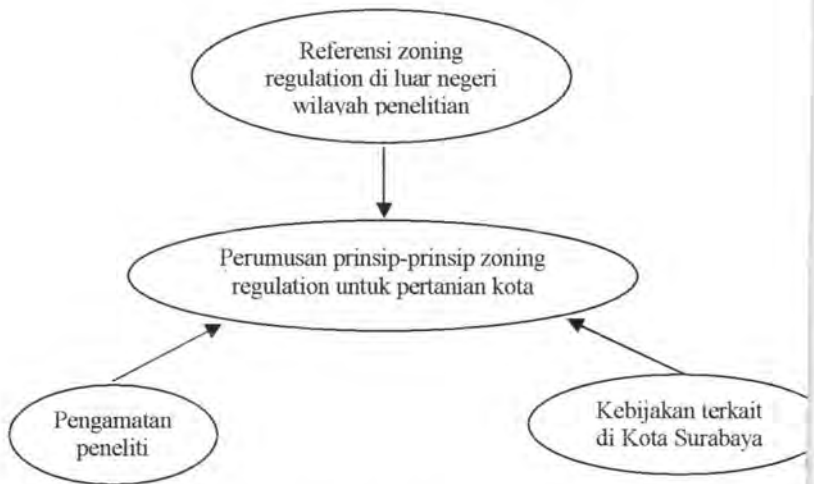 Referensi zoning
regulation di luar negeri
wilayah penelitian
Perumusan prinsip-prinsip zoning
regulation untuk pertanian kota
Pengamatan
peneliti
Kebijakan terkait
di Kota Surabaya